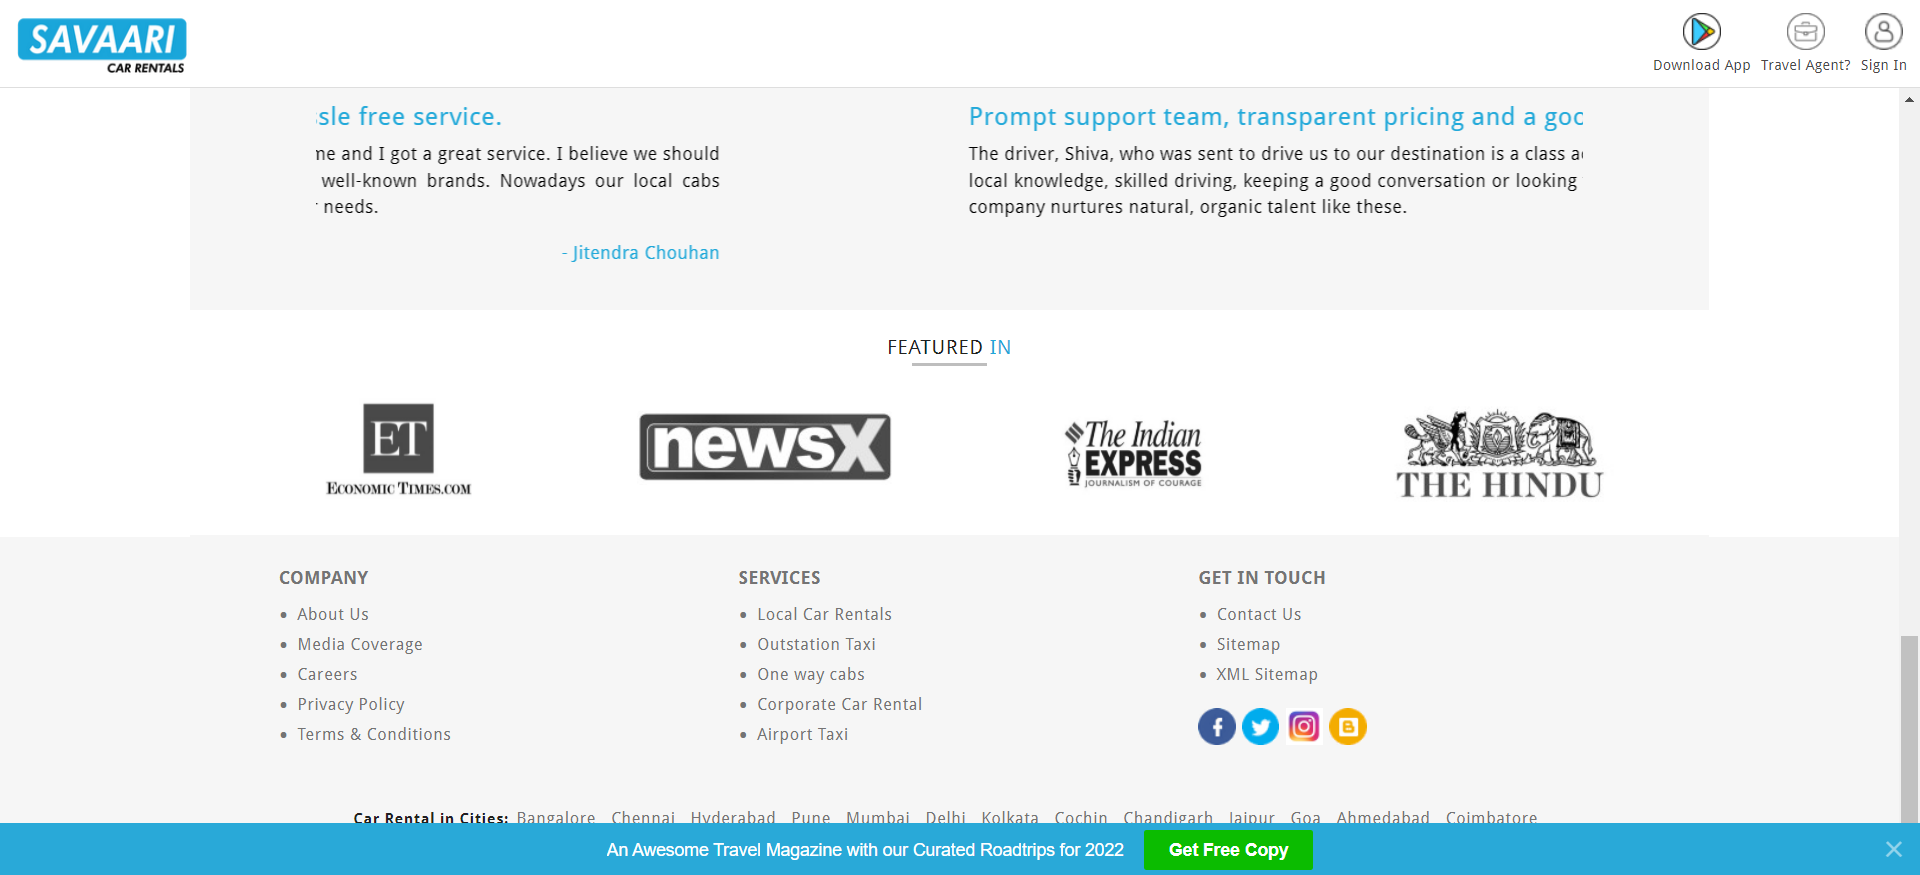 SAVAARI
CAR RENTALS
Download App
Travel Agent?
Sign In
sle free service.
ne and I got a great service. I believe we should
well-known brands. Nowadays our local cabs
needs.
- Jitendra Chouhan
Prompt support team, transparent pricing and a goo
The driver, Shiva, who was sent to drive us to our destination is a class a
local knowledge, skilled driving, keeping a good conversation or looking
company nurtures natural, organic talent like these.
FEATURED IN
ET
ECONOMIC TIMES.COM
newsX
The Indian
EXPRESS
JOURNALISM OF COURAGE
THE HINDU
COMPANY
• About Us
• Media Coverage
• Careers
• Privacy Policy
• Terms & Conditions
SERVICES
• Local Car Rentals
• Outstation Taxi
• One way cabs
• Corporate Car Rental
• Airport Taxi
GET IN TOUCH
• Contact Us
• Sitemap
• XML Sitemap
Car Rental in Cities: Bangalore Chennai Hyderabad Pune Mumbai Delhi Kolkata Cochin Chandigarh Jaipur Goa Ahmedabad Coimbatore
An Awesome Travel Magazine with our Curated Roadtrips for 2022
Get Free Copy